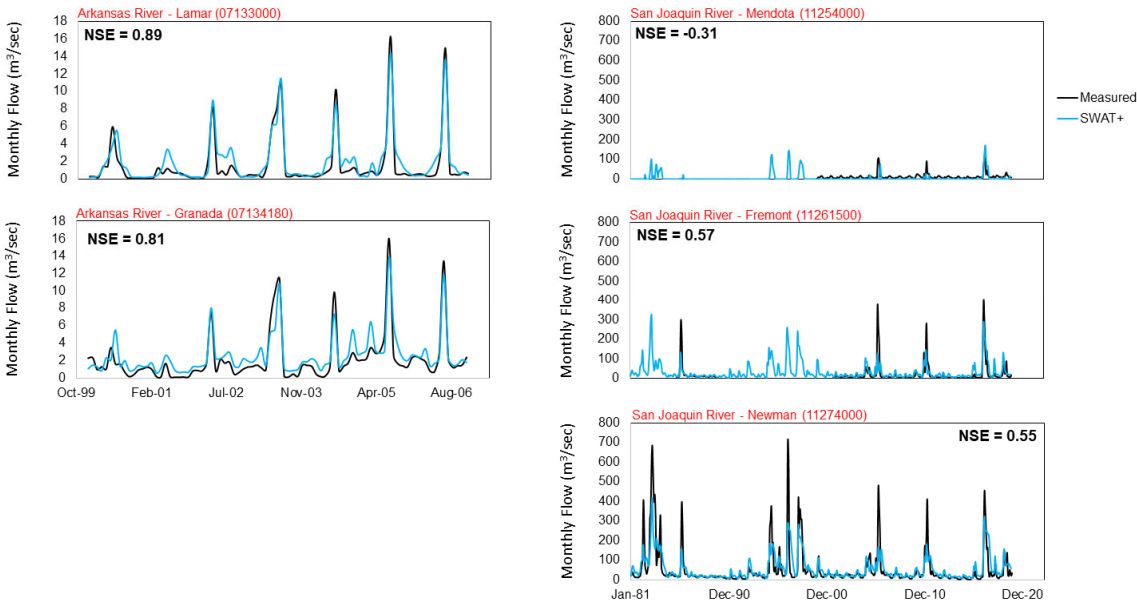 Arkansas River - Lamar (07133000)
NSE = 0.89
Monthly Flow (m³/sec)
18
16
14
12
10
8
6
4
2
0
Arkansas River - Granada (07134180)
NSE = 0.81
Monthly Flow (m³/sec)
18
16
14
12
10
8
6
4
2
0
Oct-99 Feb-01 Jul-02 Nov-03 Apr-05 Aug-06
San Joaquin River - Mendota (11254000)
NSE = -0.31
Monthly Flow (m³/sec)
800
700
600
500
400
300
200
100
0
Measured
SWAT+
San Joaquin River - Fremont (11261500)
NSE = 0.57
Monthly Flow (m³/sec)
800
700
600
500
400
300
200
100
0
San Joaquin River - Newman (11274000)
NSE = 0.55
Monthly Flow (m³/sec)
800
700
600
500
400
300
200
100
0
Jan-81 Dec-90 Dec-00 Dec-10 Dec-20